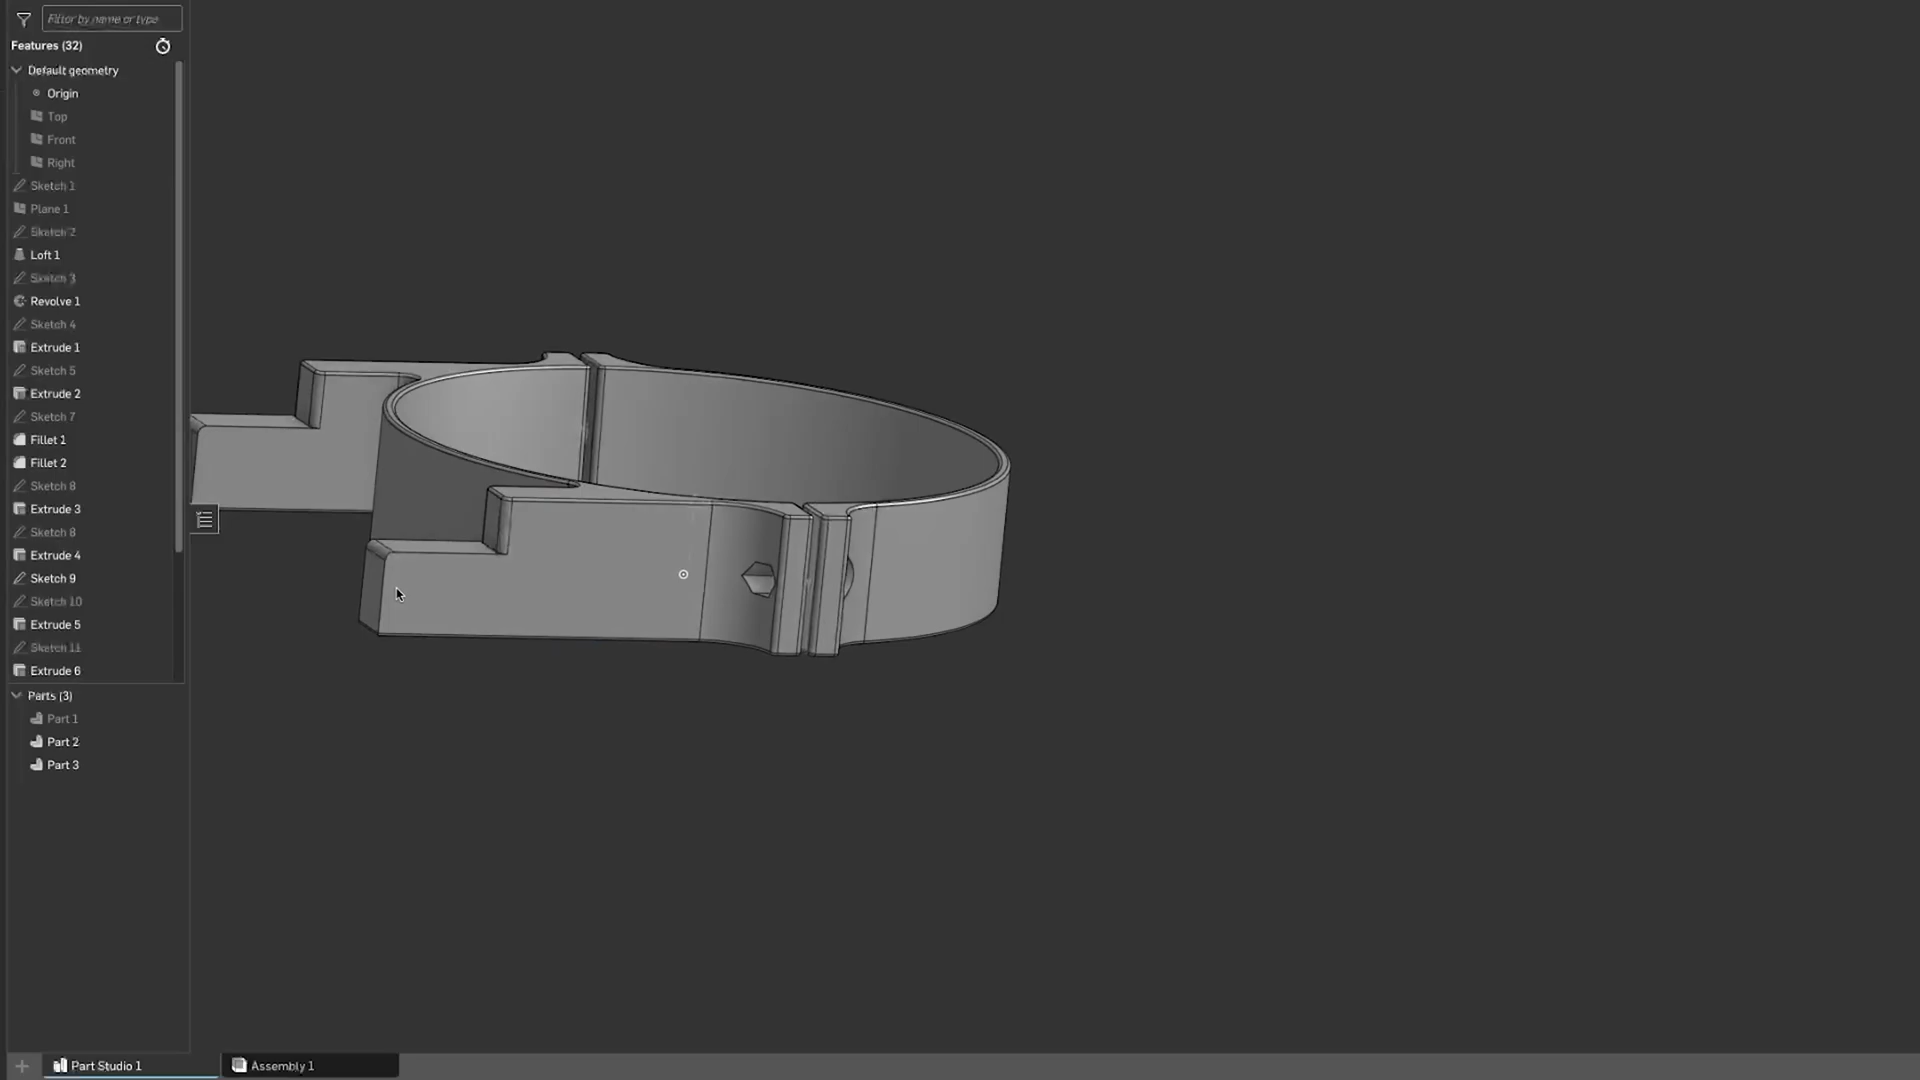 Filter by name or type
Features (32)
Default geometry
Origin
Top
Front
Right
Sketch 1
Plane 1
Sketch 2
Loft 1
Sketch 3
Revolve 1
Sketch 4
Extrude 1
Sketch 5
Extrude 2
Sketch 7
Fillet 1
Fillet 2
Sketch 8
Extrude 3
Sketch 8
Extrude 4
Sketch 9
Sketch 10
Extrude 5
Sketch 11
Extrude 6
Parts (3)
Part 1
Part 2
Part 3
Part Studio 1
Assembly 1